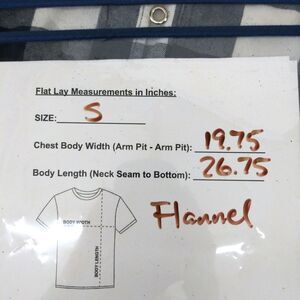 Flat Lay Measurements in Inches:
SIZE: S
Chest Body Width (Arm Pit - Arm Pit): 19.75
Body Length (Neck Seam to Bottom): 26.75
Flannel
BODY WIDTH
BODY LENGTH